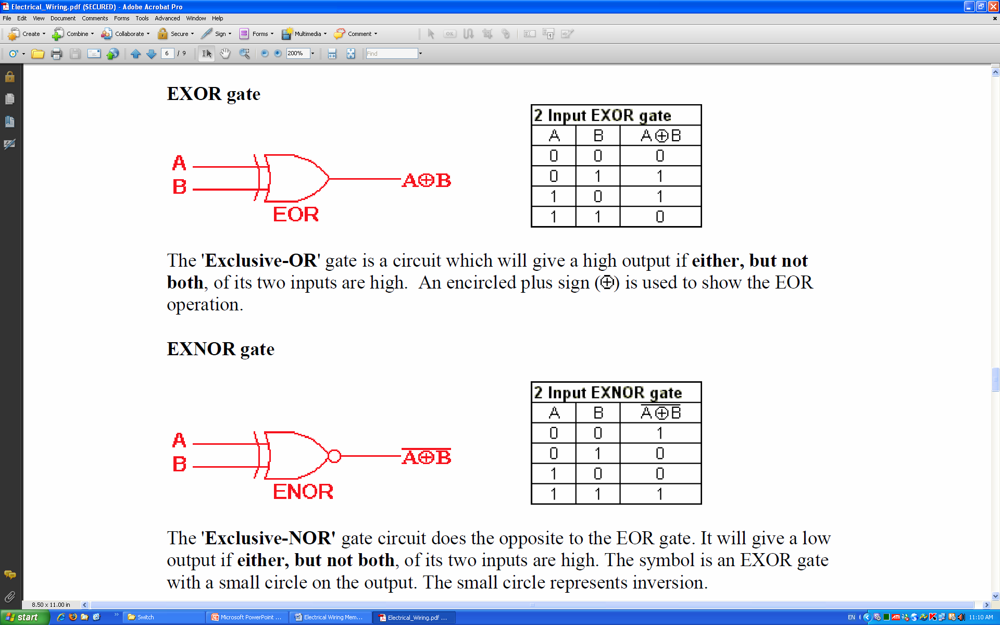 Electrical_Wiring.pdf (SECURED) - Adobe Acrobat Pro
File Edit View Document Comments Forms Tools Advanced Window Help
Create Combine Collaborate Secure Sign Forms Multimedia Comment
6 / 9 200% Find
EXOR gate
2 Input EXOR gate
A B A⊕B
0 0 0
0 1 1
1 0 1
1 1 0
A
B
A⊕B
EOR
The 'Exclusive-OR' gate is a circuit which will give a high output if either, but not
both, of its two inputs are high. An encircled plus sign (⊕) is used to show the EOR
operation.
EXNOR gate
2 Input EXNOR gate
A B A̅⊕̅B̅
0 0 1
0 1 0
1 0 0
1 1 1
A
B
A̅⊕̅B̅
ENOR
The 'Exclusive-NOR' gate circuit does the opposite to the EOR gate. It will give a low
output if either, but not both, of its two inputs are high. The symbol is an EXOR gate
with a small circle on the output. The small circle represents inversion.
8.50 x 11.00 in
start Switch Microsoft PowerPoint ... Electrical Wiring Mem... Electrical_Wiring.pdf ... EN 11:10 AM